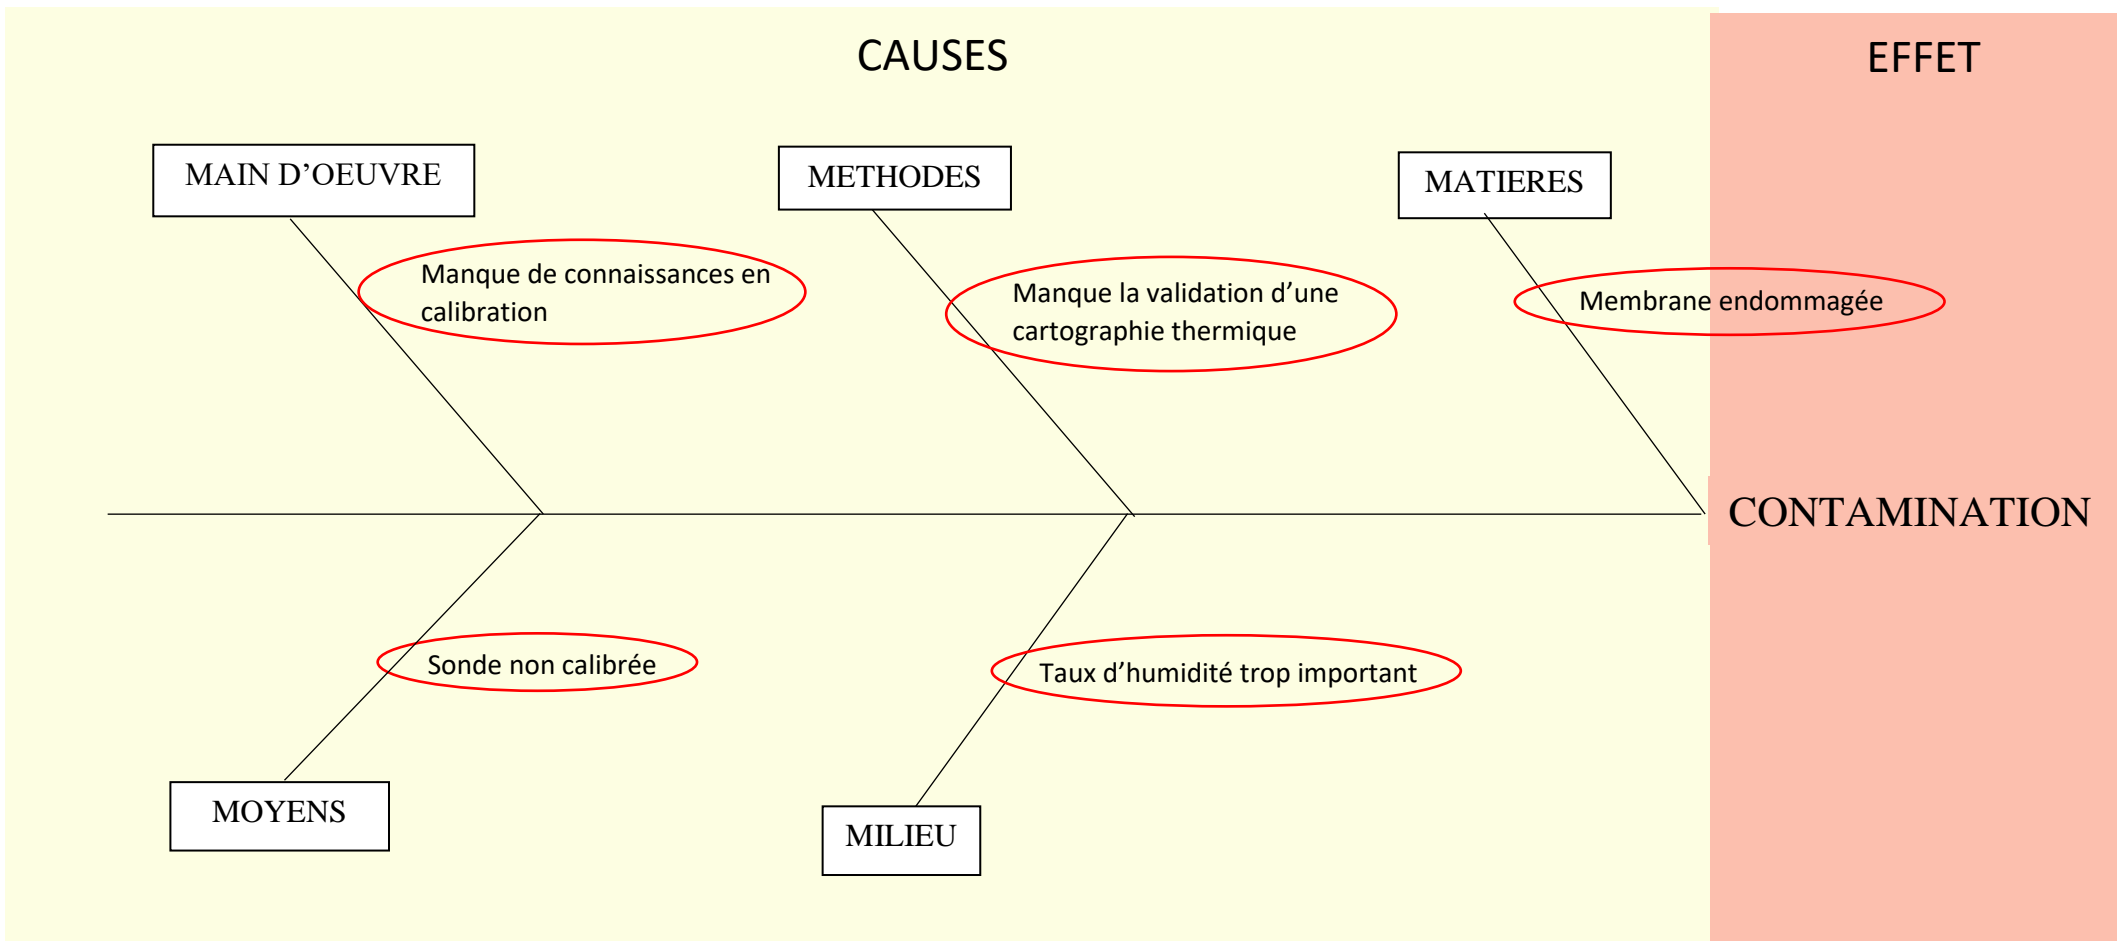 CAUSES
EFFET
MAIN D’OEUVRE
METHODES
MATIERES
Manque de connaissances en
calibration
Manque la validation d’une
cartographie thermique
Membrane endommagée
CONTAMINATION
Sonde non calibrée
Taux d’humidité trop important
MOYENS
MILIEU